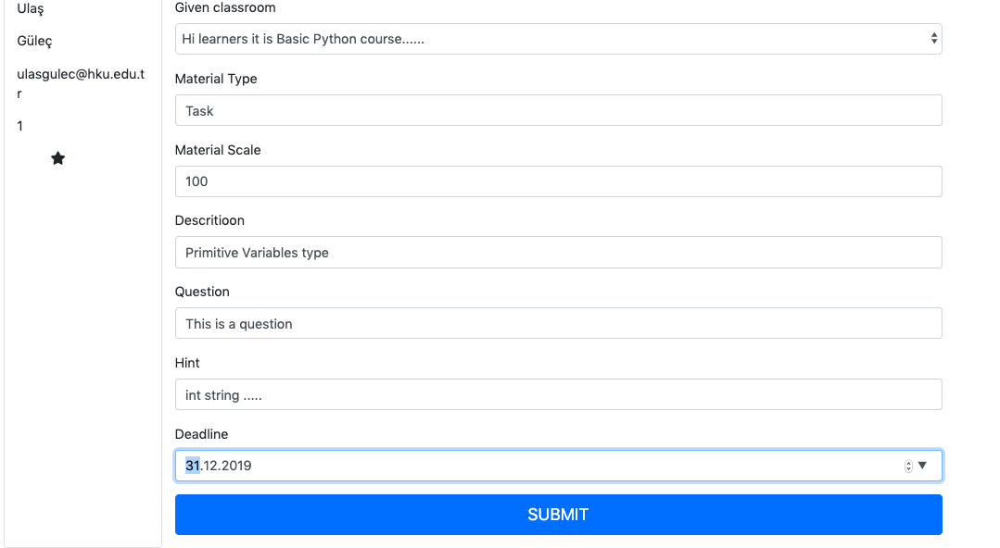 Ulaş
Güleç
ulasgulec@hku.edu.t
r
1
Given classroom
Hi learners it is Basic Python course......
Material Type
Task
Material Scale
100
Descritioon
Primitive Variables type
Question
This is a question
Hint
int string .....
Deadline
31.12.2019
SUBMIT